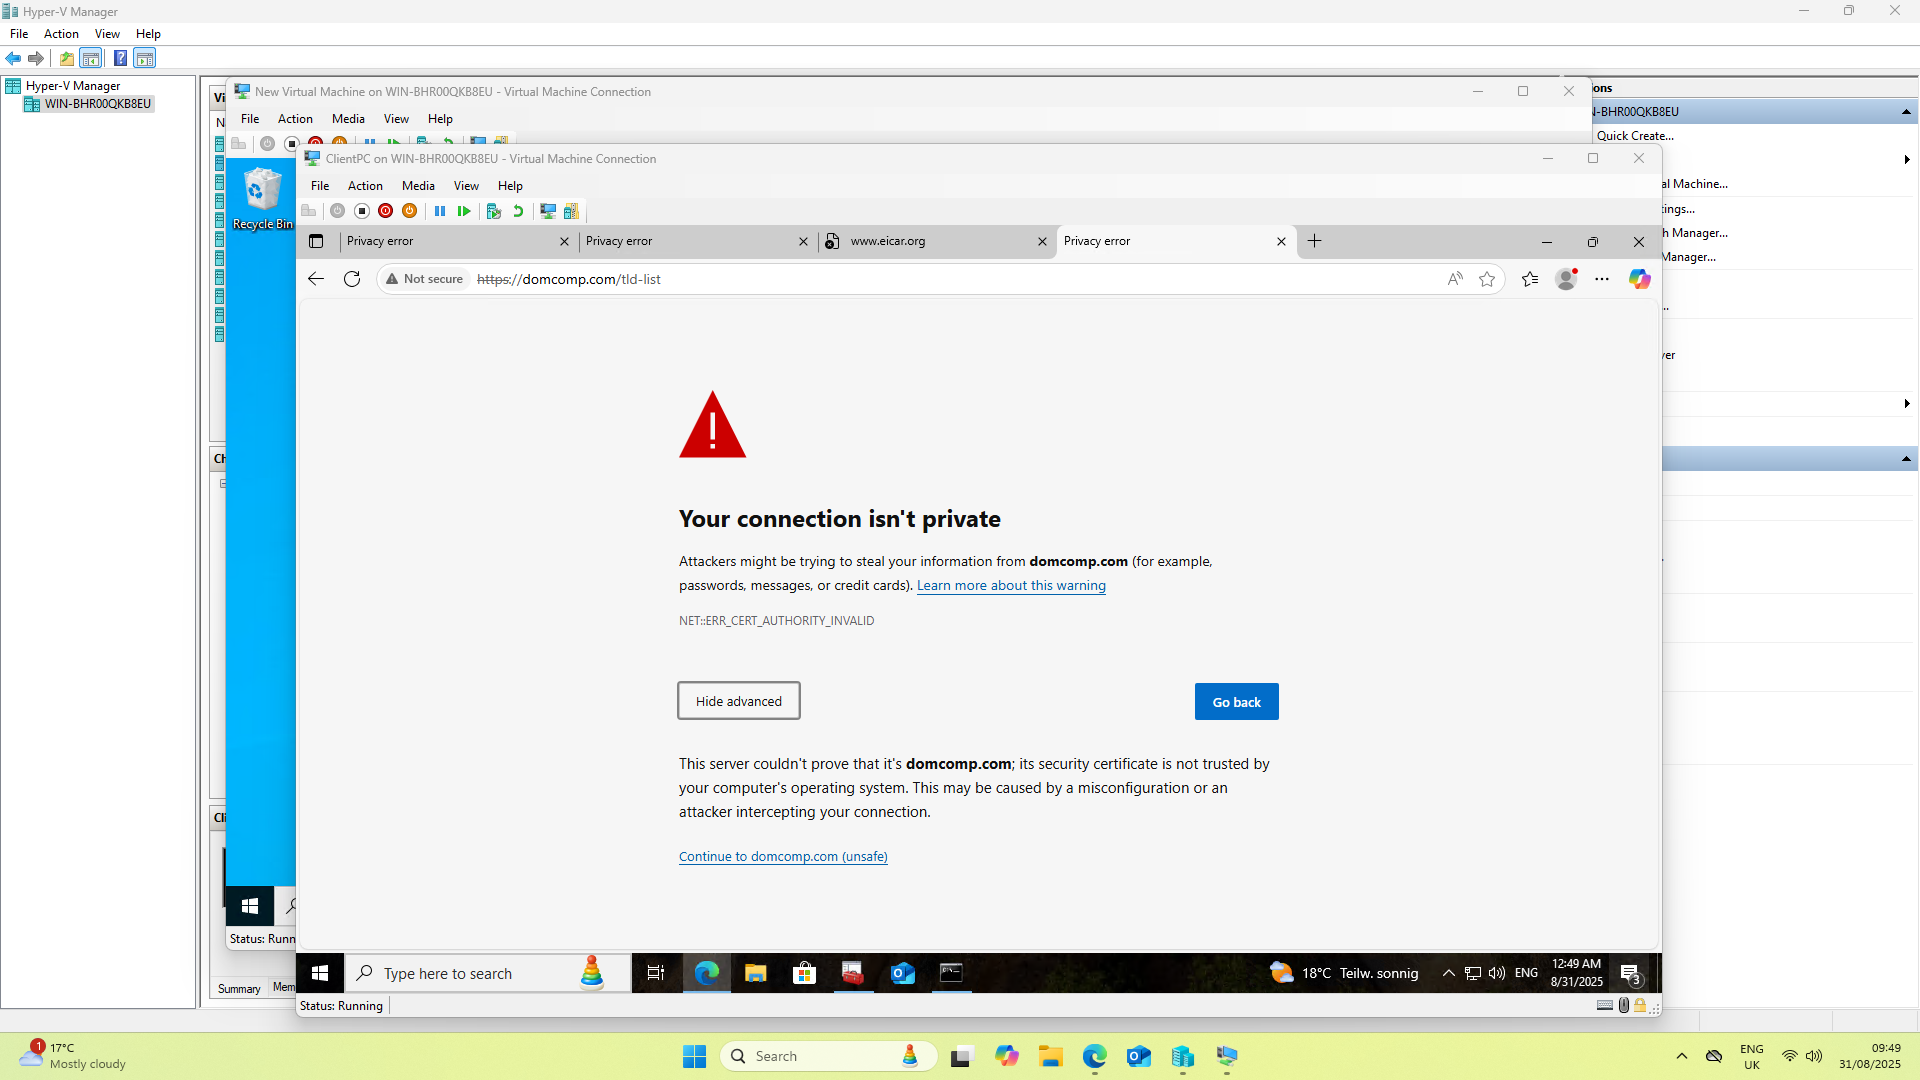 Hyper-V Manager
File Action View Help
Hyper-V Manager
WIN-BHR00QKB8EU
Vi
N
New Virtual Machine on WIN-BHR00QKB8EU - Virtual Machine Connection
File Action Media View Help
Recycle Bin
ClientPC on WIN-BHR00QKB8EU - Virtual Machine Connection
File Action Media View Help
Privacy error
Privacy error
www.eicar.org
Privacy error
Not secure https://domcomp.com/tld-list
Your connection isn't private
Attackers might be trying to steal your information from domcomp.com (for example,
passwords, messages, or credit cards). Learn more about this warning
NET::ERR_CERT_AUTHORITY_INVALID
Hide advanced
Go back
This server couldn't prove that it's domcomp.com; its security certificate is not trusted by
your computer's operating system. This may be caused by a misconfiguration or an
attacker intercepting your connection.
Continue to domcomp.com (unsafe)
Type here to search
18°C Teilw. sonnig
ENG
12:49 AM
8/31/2025
3
Status: Running
ons
N-BHR00QKB8EU
Quick Create...
al Machine...
tings...
h Manager...
Manager...
ver
Ch
Cli
Status: Runn
Summary Mem
1
17°C
Mostly cloudy
Search
ENG
UK
09:49
31/08/2025